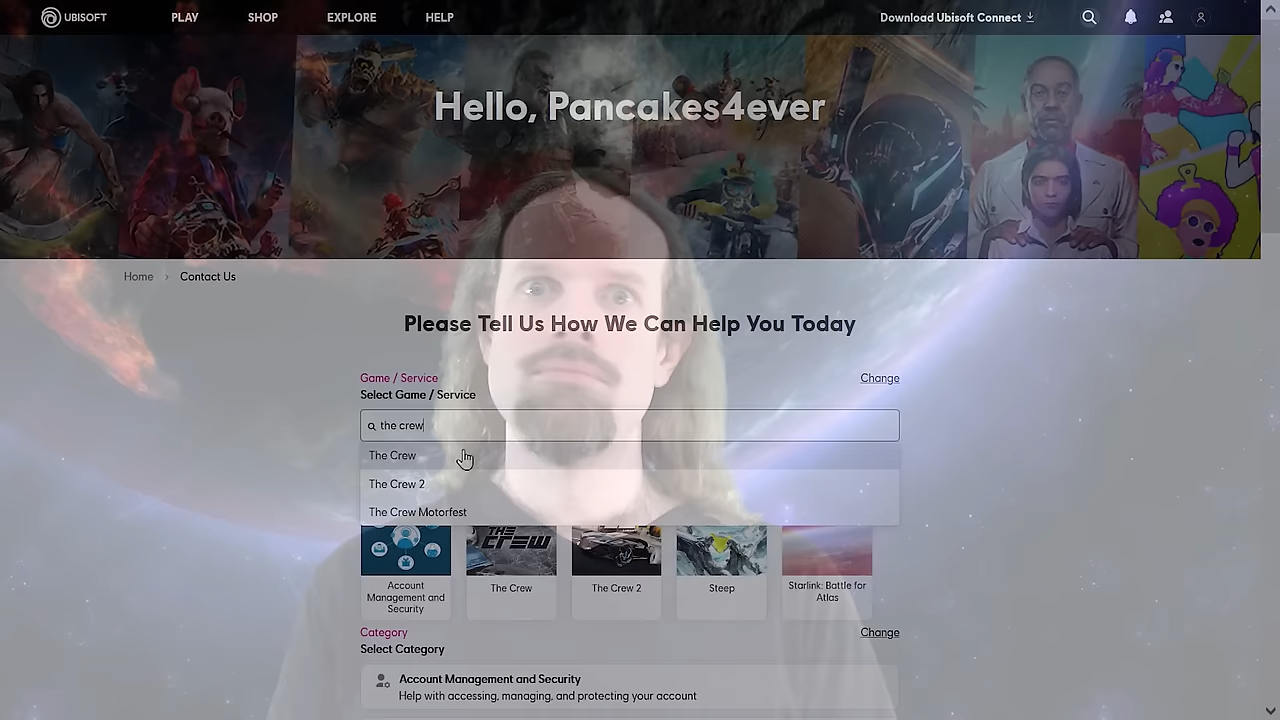 UBISOFT
PLAY
SHOP
EXPLORE
HELP
Download Ubisoft Connect
Hello, Pancakes4ever
Home > Contact Us
Please Tell Us How We Can Help You Today
Game / Service
Change
Select Game / Service
the crew
The Crew
The Crew 2
The Crew Motorfest
THE CREW
Account Management and Security
The Crew
The Crew 2
Steep
Starlink: Battle for Atlas
Category
Change
Select Category
Account Management and Security
Help with accessing, managing, and protecting your account